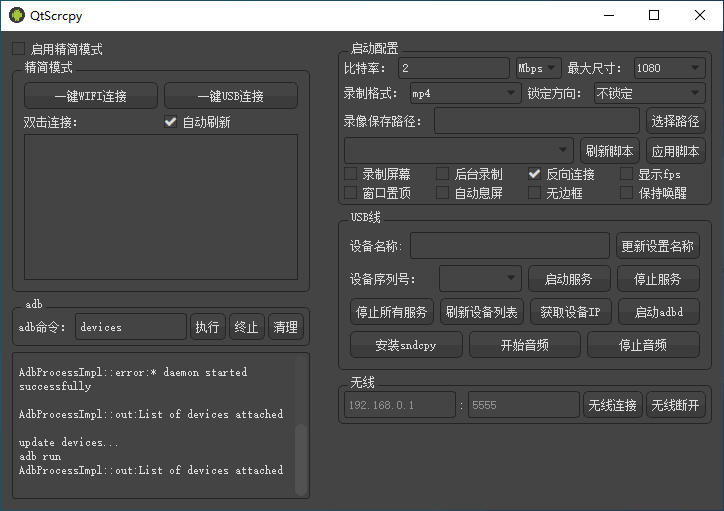 QtScrcpy
启用精简模式
精简模式
一键WIFI连接
一键USB连接
双击连接:
自动刷新
adb
adb命令:
devices
执行
终止
清理
AdbProcessImpl::error:* daemon started
successfully
AdbProcessImpl::out:List of devices attached
update devices...
adb run
AdbProcessImpl::out:List of devices attached
启动配置
比特率: 2 Mbps 最大尺寸: 1080
录制格式: mp4 锁定方向: 不锁定
录像保存路径: 选择路径
刷新脚本 应用脚本
录制屏幕 后台录制 反向连接 显示fps
窗口置顶 自动息屏 无边框 保持唤醒
USB线
设备名称: 更新设置名称
设备序列号: 启动服务 停止服务
停止所有服务 刷新设备列表 获取设备IP 启动adbd
安装sndcpy 开始音频 停止音频
无线
192.168.0.1 : 5555 无线连接 无线断开